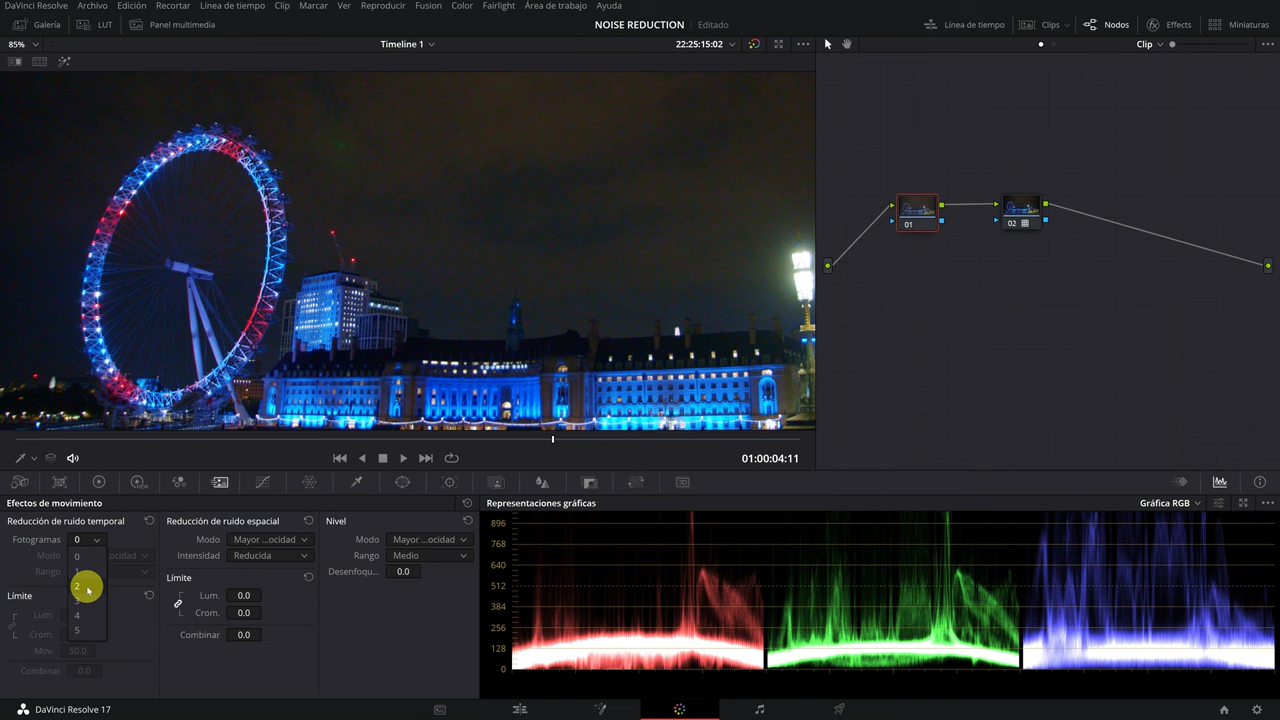 DaVinci Resolve Archivo Edición Recortar Línea de tiempo Clip Marcar Ver Reproducir Fusion Color Fairlight Área de trabajo Ayuda
Galería LUT Panel multimedia NOISE REDUCTION Editado Línea de tiempo Clips Nodos Effects Miniaturas
85% Timeline 1 22:25:15:02 Clip
01 02
01:00:04:11
Efectos de movimiento Representaciones gráficas Gráfica RGB
Reducción de ruido temporal Reducción de ruido espacial Nivel
Fotogramas 0 Modo Mayor ...ocidad Modo Mayor ...ocidad
Modo ocidad Intensidad Reducida Rango Medio
Rango Límite Desenfoqu... 0.0
Límite Lum. 0.0
Lum. Crom. 0.0
Crom. Combinar 0.0
Mov. 50.0
Combinar 0.0
0
1
2
3
4
5
896
768
640
512
384
256
128
0
DaVinci Resolve 17